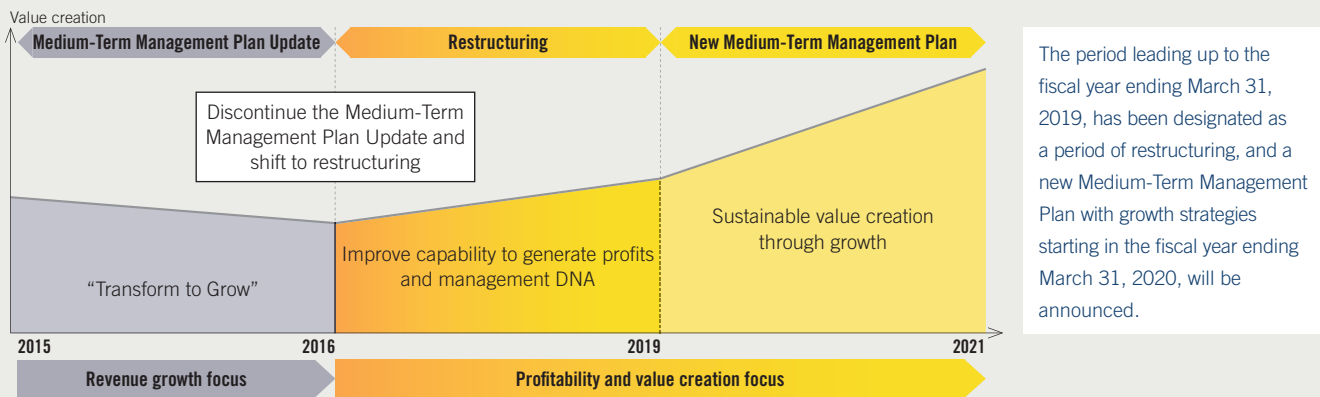 Value creation
Medium-Term Management Plan Update
Restructuring
New Medium-Term Management Plan
Discontinue the Medium-Term
Management Plan Update and
shift to restructuring
"Transform to Grow"
Improve capability to generate profits
and management DNA
Sustainable value creation
through growth
2015
2016
2019
2021
Revenue growth focus
Profitability and value creation focus
The period leading up to the
fiscal year ending March 31,
2019, has been designated as
a period of restructuring, and a
new Medium-Term Management
Plan with growth strategies
starting in the fiscal year ending
March 31, 2020, will be
announced.